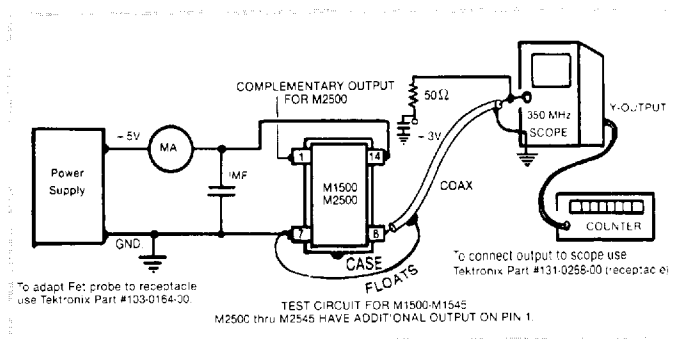 COMPLEMENTARY OUTPUT
FOR M2500
50Ω
350 MHz
SCOPE
Y-OUTPUT
- 5V
MA
- 3V
Power
Supply
1
14
M1500
M2500
COAX
7
8
GND.
CASE
FLOATS
COUNTER
To connect output to scope use
Tektronix Part #131-0258-00 (receptacle)
To adapt Fet probe to receptacle
use Tektronix Part #103-0164-00.
TEST CIRCUIT FOR M1500-M1545
M2500 thru M2545 HAVE ADDITIONAL OUTPUT ON PIN 1.